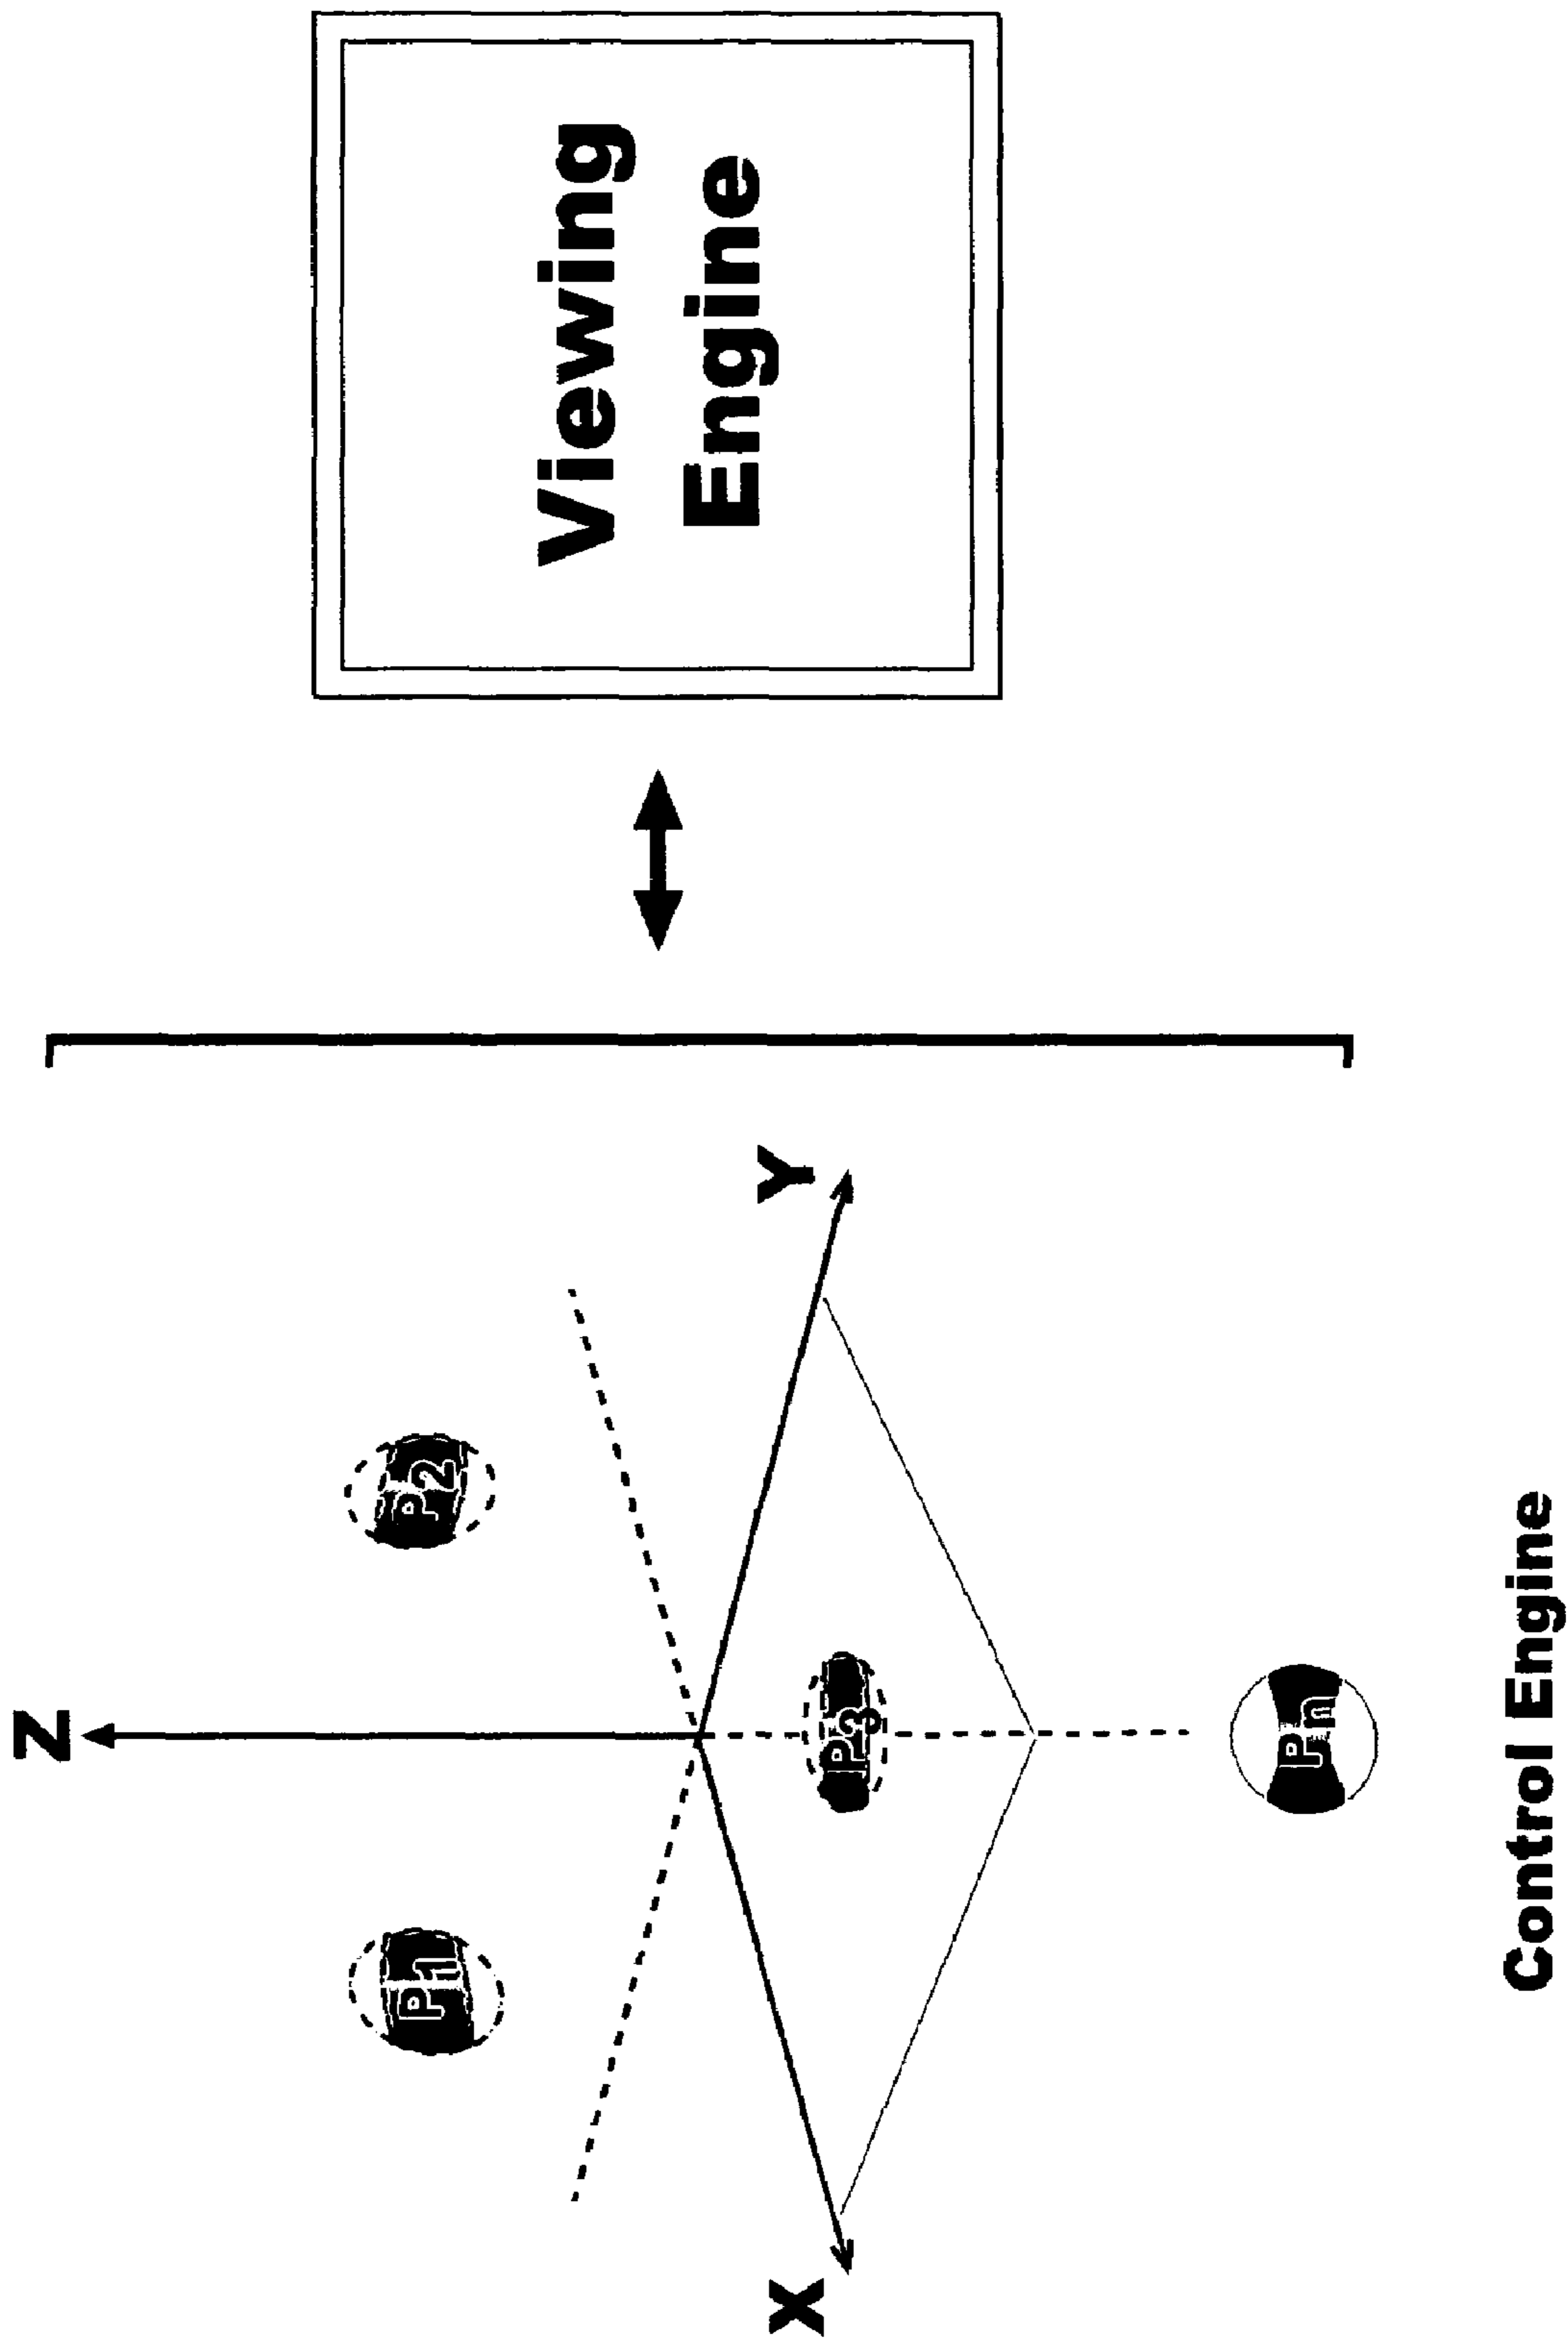 Z
P1
P2
X
Y
P3
Pn
Control Engine
Viewing
Engine